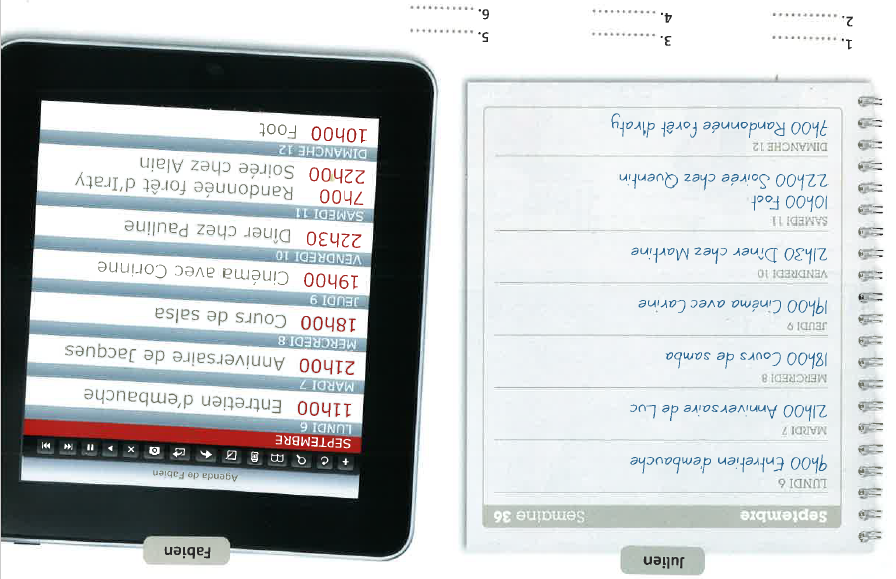 Julien
Septembre Semaine 36
LUNDI 6
9h00 Entretien d'embauche
MARDI 7
21h00 Anniversaire de Luc
MERCREDI 8
18h00 Cours de samba
JEUDI 9
19h00 Cinéma avec Carine
VENDREDI 10
21h30 Dîner chez Martine
SAMEDI 11
10h00 Foot
22h00 Soirée chez Quentin
DIMANCHE 12
7h00 Randonnée Forêt d'Iraty
Fabien
Agenda de Fabien
SEPTEMBRE
LUNDI 6
11h00 Entretien d'embauche
MARDI 7
21h00 Anniversaire de Jacques
MERCREDI 8
18h00 Cours de salsa
JEUDI 9
19h00 Cinéma avec Corinne
VENDREDI 10
22h30 Dîner chez Pauline
SAMEDI 11
7h00 Randonnée forêt d'Iraty
22h00 Soirée chez Alain
DIMANCHE 12
10h00 Foot
1. ............ 3. ............ 5. ............
2. ............ 4. ............ 6. ............